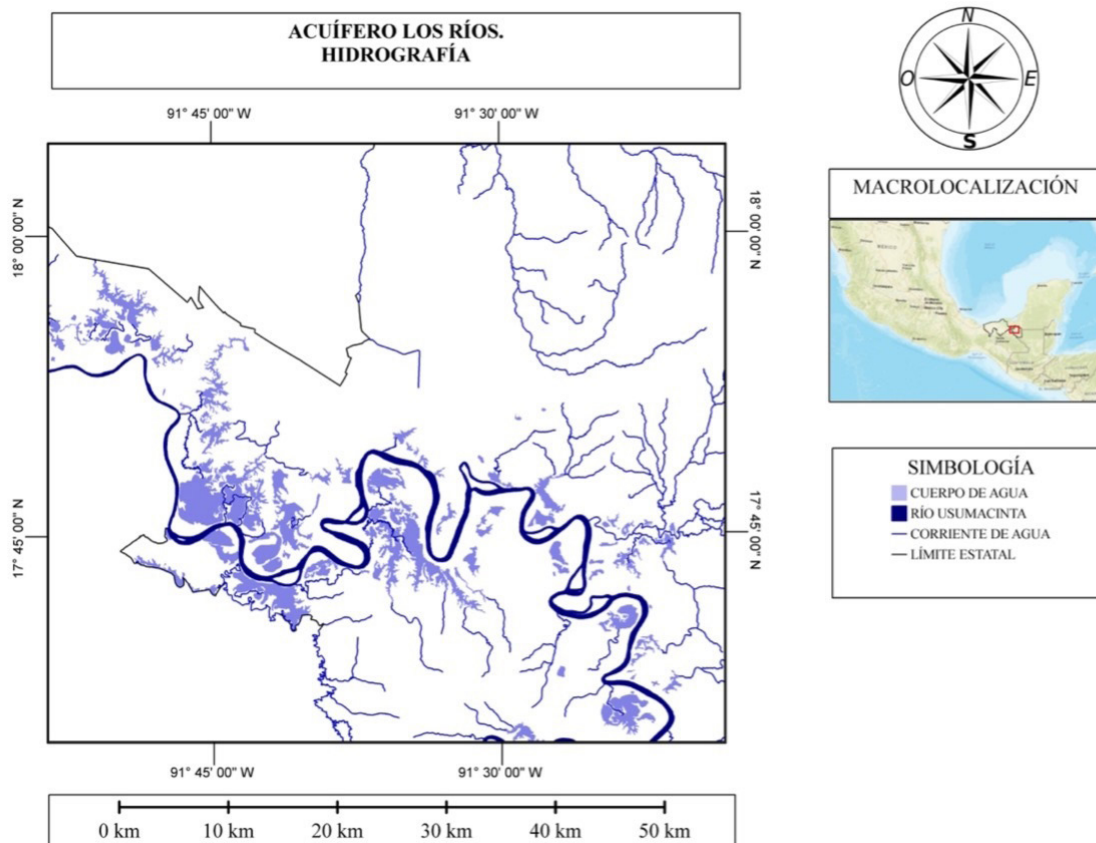 ACUÍFERO LOS RÍOS.
HIDROGRAFÍA
N
O
E
S
91° 45' 00" W
91° 30' 00" W
18° 00' 00" N
18° 00' 00" N
17° 45' 00" N
17° 45' 00" N
91° 45' 00" W
91° 30' 00" W
0 km 10 km 20 km 30 km 40 km 50 km
MACROLOCALIZACIÓN
SIMBOLOGÍA
CUERPO DE AGUA
RÍO USUMACINTA
CORRIENTE DE AGUA
LÍMITE ESTATAL